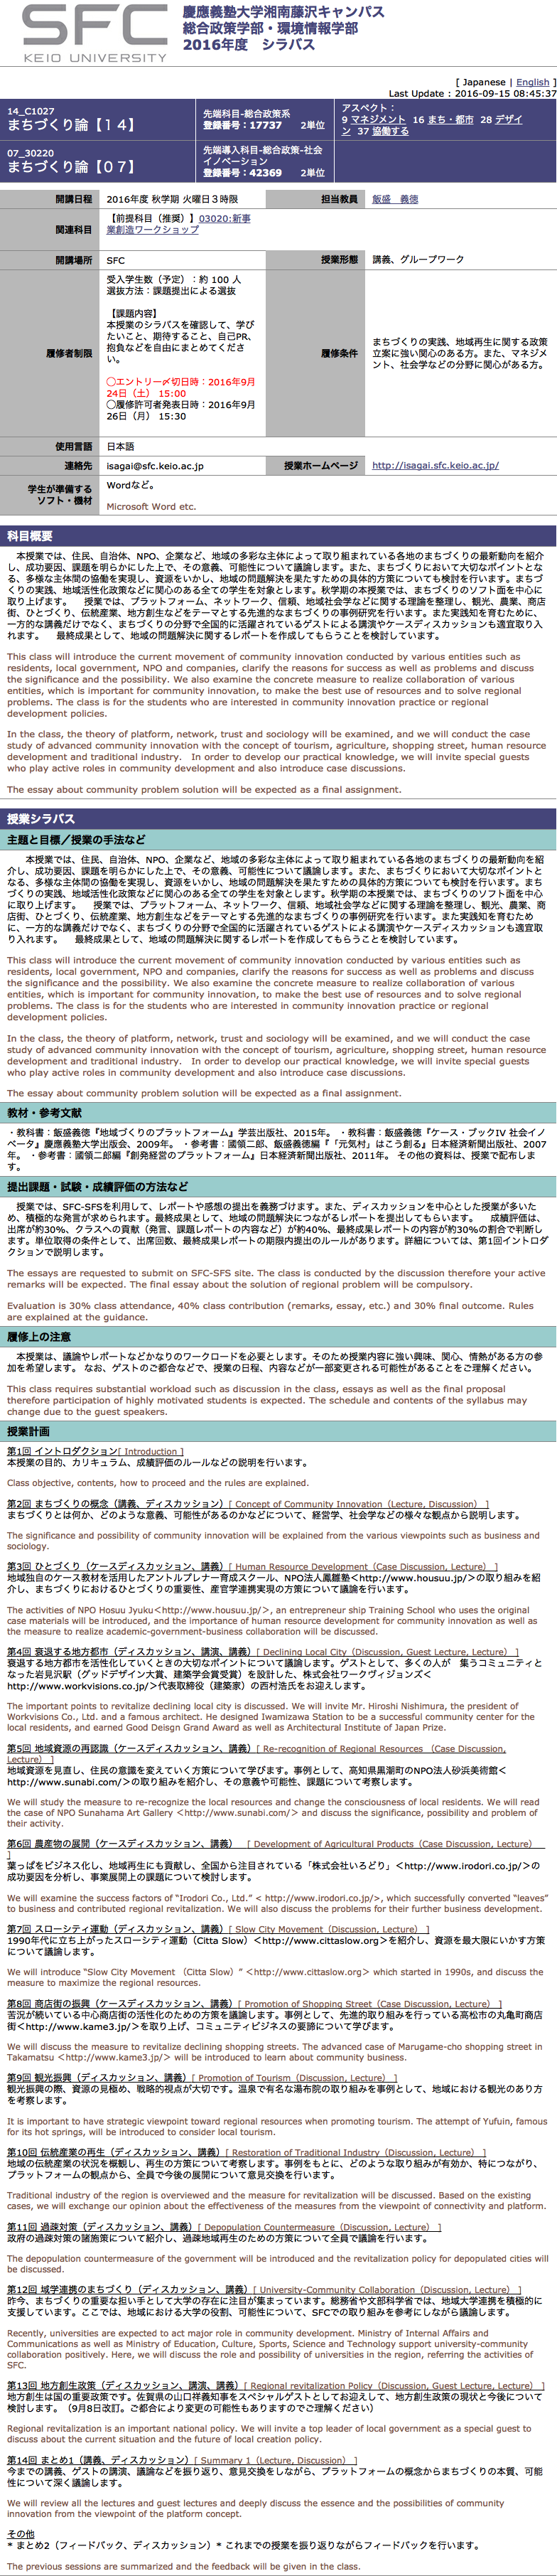 SFC
KEIO UNIVERSITY
慶應義塾大学湘南藤沢キャンパス
総合政策学部・環境情報学部
2016年度　シラバス
[ Japanese | English ]
Last Update : 2016-09-15 08:45:37
14_C1027
まちづくり論【１４】
先端科目-総合政策系
登録番号：17737　2単位
アスペクト：
9 マネジメント 16 まち・都市 28 デザイ
ン 37 協働する
07_30220
まちづくり論【０７】
先端導入科目-総合政策-社会
イノベーション
登録番号：42369　2単位
開講日程
2016年度 秋学期 火曜日３時限
担当教員
飯盛　義徳
関連科目
【前提科目（推奨）】03020:新事
業創造ワークショップ
開講場所
SFC
授業形態
講義、グループワーク
履修者制限
受入学生数（予定）：約 100 人
選抜方法：課題提出による選抜
【課題内容】
本授業のシラバスを確認して、学び
たいこと、期待すること、自己PR、
抱負などを自由にまとめてくださ
い。
◯エントリー〆切日時：2016年9月
24日（土） 15:00
◯履修許可者発表日時：2016年9月
26日（月） 15:30
履修条件
まちづくりの実践、地域再生に関する政策
立案に強い関心のある方。また、マネジメ
ント、社会学などの分野に関心がある方。
使用言語
日本語
連絡先
isagai@sfc.keio.ac.jp
授業ホームページ
http://isagai.sfc.keio.ac.jp/
学生が準備する
ソフト・機材
Wordなど。
Microsoft Word etc.
科目概要
本授業では、住民、自治体、NPO、企業など、地域の多彩な主体によって取り組まれている各地のまちづくりの最新動向を紹
介し、成功要因、課題を明らかにした上で、その意義、可能性について議論します。また、まちづくりにおいて大切なポイントとな
る、多様な主体間の協働を実現し、資源をいかし、地域の問題解決を果たすための具体的方策についても検討を行います。まちづ
くりの実践、地域活性化政策などに関心のある全ての学生を対象とします。秋学期の本授業では、まちづくりのソフト面を中心に
取り上げます。　授業では、プラットフォーム、ネットワーク、信頼、地域社会学などに関する理論を整理し、観光、農業、商店
街、ひとづくり、伝統産業、地方創生などをテーマとする先進的なまちづくりの事例研究を行います。また実践知を育むために、
一方的な講義だけでなく、まちづくりの分野で全国的に活躍されているゲストによる講演やケースディスカッションも適宜取り入
れます。　最終成果として、地域の問題解決に関するレポートを作成してもらうことを検討しています。
This class will introduce the current movement of community innovation conducted by various entities such as
residents, local government, NPO and companies, clarify the reasons for success as well as problems and discuss
the significance and the possibility. We also examine the concrete measure to realize collaboration of various
entities, which is important for community innovation, to make the best use of resources and to solve regional
problems. The class is for the students who are interested in community innovation practice or regional
development policies.
In the class, the theory of platform, network, trust and sociology will be examined, and we will conduct the case
study of advanced community innovation with the concept of tourism, agriculture, shopping street, human resource
development and traditional industry. In order to develop our practical knowledge, we will invite special guests
who play active roles in community development and also introduce case discussions.
The essay about community problem solution will be expected as a final assignment.
授業シラバス
主題と目標／授業の手法など
本授業では、住民、自治体、NPO、企業など、地域の多彩な主体によって取り組まれている各地のまちづくりの最新動向を紹
介し、成功要因、課題を明らかにした上で、その意義、可能性について議論します。また、まちづくりにおいて大切なポイントと
なる、多様な主体間の協働を実現し、資源をいかし、地域の問題解決を果たすための具体的方策についても検討を行います。まち
づくりの実践、地域活性化政策などに関心のある全ての学生を対象とします。秋学期の本授業では、まちづくりのソフト面を中心
に取り上げます。　授業では、プラットフォーム、ネットワーク、信頼、地域社会学などに関する理論を整理し、観光、農業、商
店街、ひとづくり、伝統産業、地方創生などをテーマとする先進的なまちづくりの事例研究を行います。また実践知を育むため
に、一方的な講義だけでなく、まちづくりの分野で全国的に活躍されているゲストによる講演やケースディスカッションも適宜取
り入れます。　最終成果として、地域の問題解決に関するレポートを作成してもらうことを検討しています。
This class will introduce the current movement of community innovation conducted by various entities such as
residents, local government, NPO and companies, clarify the reasons for success as well as problems and discuss
the significance and the possibility. We also examine the concrete measure to realize collaboration of various
entities, which is important for community innovation, to make the best use of resources and to solve regional
problems. The class is for the students who are interested in community innovation practice or regional
development policies.
In the class, the theory of platform, network, trust and sociology will be examined, and we will conduct the case
study of advanced community innovation with the concept of tourism, agriculture, shopping street, human resource
development and traditional industry. In order to develop our practical knowledge, we will invite special guests
who play active roles in community development and also introduce case discussions.
The essay about community problem solution will be expected as a final assignment.
教材・参考文献
・教科書：飯盛義徳『地域づくりのプラットフォーム』学芸出版社、2015年。 ・教科書：飯盛義徳『ケース・ブックIV 社会イノ
ベータ』慶應義塾大学出版会、2009年。 ・参考書：國領二郎、飯盛義徳編『「元気村」はこう創る』日本経済新聞出版社、2007
年。 ・参考書：國領二郎編『創発経営のプラットフォーム』日本経済新聞出版社、2011年。 その他の資料は、授業で配布しま
す。
提出課題・試験・成績評価の方法など
授業では、SFC-SFSを利用して、レポートや感想の提出を義務づけます。また、ディスカッションを中心とした授業が多いた
め、積極的な発言が求められます。最終成果として、地域の問題解決につながるレポートを提出してもらいます。　成績評価は、
出席が約30%、クラスへの貢献（発言、課題レポートの内容など）が約40%、最終成果レポートの内容が約30%の割合で判断し
ます。単位取得の条件として、出席回数、最終成果レポートの期限内提出のルールがあります。詳細については、第1回イントロダ
クションで説明します。
The essays are requested to submit on SFC-SFS site. The class is conducted by the discussion therefore your active
remarks will be expected. The final essay about the solution of regional problem will be compulsory.
Evaluation is 30% class attendance, 40% class contribution (remarks, essay, etc.) and 30% final outcome. Rules
are explained at the guidance.
履修上の注意
本授業は、議論やレポートなどかなりのワークロードを必要とします。そのため授業内容に強い興味、関心、情熱がある方の参
加を希望します。 なお、ゲストのご都合などで、授業の日程、内容などが一部変更される可能性があることをご理解ください。
This class requires substantial workload such as discussion in the class, essays as well as the final proposal
therefore participation of highly motivated students is expected. The schedule and contents of the syllabus may
change due to the guest speakers.
授業計画
第1回 イントロダクション[ Introduction ]
本授業の目的、カリキュラム、成績評価のルールなどの説明を行います。
Class objective, contents, how to proceed and the rules are explained.
第2回 まちづくりの概念（講義、ディスカッション）[ Concept of Community Innovation（Lecture, Discussion） ]
まちづくりとは何か、どのような意義、可能性があるのかなどについて、経営学、社会学などの様々な観点から説明します。
The significance and possibility of community innovation will be explained from the various viewpoints such as business and
sociology.
第3回 ひとづくり（ケースディスカッション、講義）[ Human Resource Development（Case Discussion, Lecture） ]
地域独自のケース教材を活用したアントルプレナー育成スクール、NPO法人鳳雛塾＜http://www.housuu.jp/＞の取り組みを紹
介し、まちづくりにおけるひとづくりの重要性、産官学連携実現の方策について議論を行います。
The activities of NPO Hosuu Jyuku＜http://www.housuu.jp/＞, an entrepreneur ship Training School who uses the original
case materials will be introduced, and the importance of human resource development for community innovation as well as
the measure to realize academic-government-business collaboration will be discussed.
第4回 衰退する地方都市（ディスカッション、講演、講義）[ Declining Local City（Discussion, Guest Lecture, Lecture） ]
衰退する地方都市を活性化していくときの大切なポイントについて議論します。ゲストとして、多くの人が　集うコミュニティと
なった岩見沢駅（グッドデザイン大賞、建築学会賞受賞）を設計した、株式会社ワークヴィジョンズ＜
http://www.workvisions.co.jp/＞代表取締役（建築家）の西村浩氏をお迎えします。
The important points to revitalize declining local city is discussed. We will invite Mr. Hiroshi Nishimura, the president of
Workvisions Co., Ltd. and a famous architect. He designed Iwamizawa Station to be a successful community center for the
local residents, and earned Good Deisgn Grand Award as well as Architectural Institute of Japan Prize.
第5回 地域資源の再認識（ケースディスカッション、講義）[ Re-recognition of Regional Resources （Case Discussion,
Lecture） ]
地域資源を見直し、住民の意識を変えていく方策について学びます。事例として、高知県黒潮町のNPO法人砂浜美術館＜
http://www.sunabi.com/＞の取り組みを紹介し、その意義や可能性、課題について考察します。
We will study the measure to re-recognize the local resources and change the consciousness of local residents. We will read
the case of NPO Sunahama Art Gallery ＜http://www.sunabi.com/＞ and discuss the significance, possibility and problem of
their activity.
第6回 農産物の展開（ケースディスカッション、講義）　[ Development of Agricultural Products（Case Discussion, Lecture）
]
葉っぱをビジネス化し、地域再生にも貢献し、全国から注目されている「株式会社いろどり」＜http://www.irodori.co.jp/＞の
成功要因を分析し、事業展開上の課題について検討します。
We will examine the success factors of “Irodori Co., Ltd.” < http://www.irodori.co.jp/>, which successfully converted “leaves”
to business and contributed regional revitalization. We will also discuss the problems for their further business development.
第7回 スローシティ運動（ディスカッション、講義）[ Slow City Movement（Discussion, Lecture） ]
1990年代に立ち上がったスローシティ運動（Citta Slow）＜http://www.cittaslow.org＞を紹介し、資源を最大限にいかす方策
について議論します。
We will introduce “Slow City Movement （Citta Slow）” ＜http://www.cittaslow.org＞ which started in 1990s, and discuss the
measure to maximize the regional resources.
第8回 商店街の振興（ケースディスカッション、講義）[ Promotion of Shopping Street（Case Discussion, Lecture） ]
苦況が続いている中心商店街の活性化のための方策を議論します。事例として、先進的取り組みを行っている高松市の丸亀町商店
街＜http://www.kame3.jp/＞を取り上げ、コミュニティビジネスの要諦について学びます。
We will discuss the measure to revitalize declining shopping streets. The advanced case of Marugame-cho shopping street in
Takamatsu ＜http://www.kame3.jp/＞ will be introduced to learn about community business.
第9回 観光振興（ディスカッション、講義）[ Promotion of Tourism（Discussion, Lecture） ]
観光振興の際、資源の見極め、戦略的視点が大切です。温泉で有名な湯布院の取り組みを事例として、地域における観光のあり方
を考察します。
It is important to have strategic viewpoint toward regional resources when promoting tourism. The attempt of Yufuin, famous
for its hot springs, will be introduced to consider local tourism.
第10回 伝統産業の再生（ディスカッション、講義）[ Restoration of Traditional Industry（Discussion, Lecture） ]
地域の伝統産業の状況を概観し、再生の方策について考察します。事例をもとに、どのような取り組みが有効か、特につながり、
プラットフォームの観点から、全員で今後の展開について意見交換を行います。
Traditional industry of the region is overviewed and the measure for revitalization will be discussed. Based on the existing
cases, we will exchange our opinion about the effectiveness of the measures from the viewpoint of connectivity and platform.
第11回 過疎対策（ディスカッション、講義）[ Depopulation Countermeasure（Discussion, Lecture） ]
政府の過疎対策の諸施策について紹介し、過疎地域再生のための方策について全員で議論を行います。
The depopulation countermeasure of the government will be introduced and the revitalization policy for depopulated cities will
be discussed.
第12回 域学連携のまちづくり（ディスカッション、講義）[ University-Community Collaboration（Discussion, Lecture） ]
昨今、まちづくりの重要な担い手として大学の存在に注目が集まっています。総務省や文部科学省では、地域大学連携を積極的に
支援しています。ここでは、地域における大学の役割、可能性について、SFCでの取り組みを参考にしながら議論します。
Recently, universities are expected to act major role in community development. Ministry of Internal Affairs and
Communications as well as Ministry of Education, Culture, Sports, Science and Technology support university-community
collaboration positively. Here, we will discuss the role and possibility of universities in the region, referring the activities of
SFC.
第13回 地方創生政策（ディスカッション、講演、講義）[ Regional revitalization Policy（Discussion, Guest Lecture, Lecture） ]
地方創生は国の重要政策です。佐賀県の山口祥義知事をスペシャルゲストとしてお迎えして、地方創生政策の現状と今後について
検討します。（9月8日改訂。ご都合により変更の可能性もありますのでご理解ください）
Regional revitalization is an important national policy. We will invite a top leader of local government as a special guest to
discuss about the current situation and the future of local creation policy.
第14回 まとめ1（講義、ディスカッション）[ Summary 1（Lecture, Discussion） ]
今までの講義、ゲストの講演、議論などを振り返り、意見交換をしながら、プラットフォームの概念からまちづくりの本質、可能
性について深く議論します。
We will review all the lectures and guest lectures and deeply discuss the essence and the possibilities of community
innovation from the viewpoint of the platform concept.
その他
* まとめ2（フィードバック、ディスカッション）* これまでの授業を振り返りながらフィードバックを行います。
The previous sessions are summarized and the feedback will be given in the class.